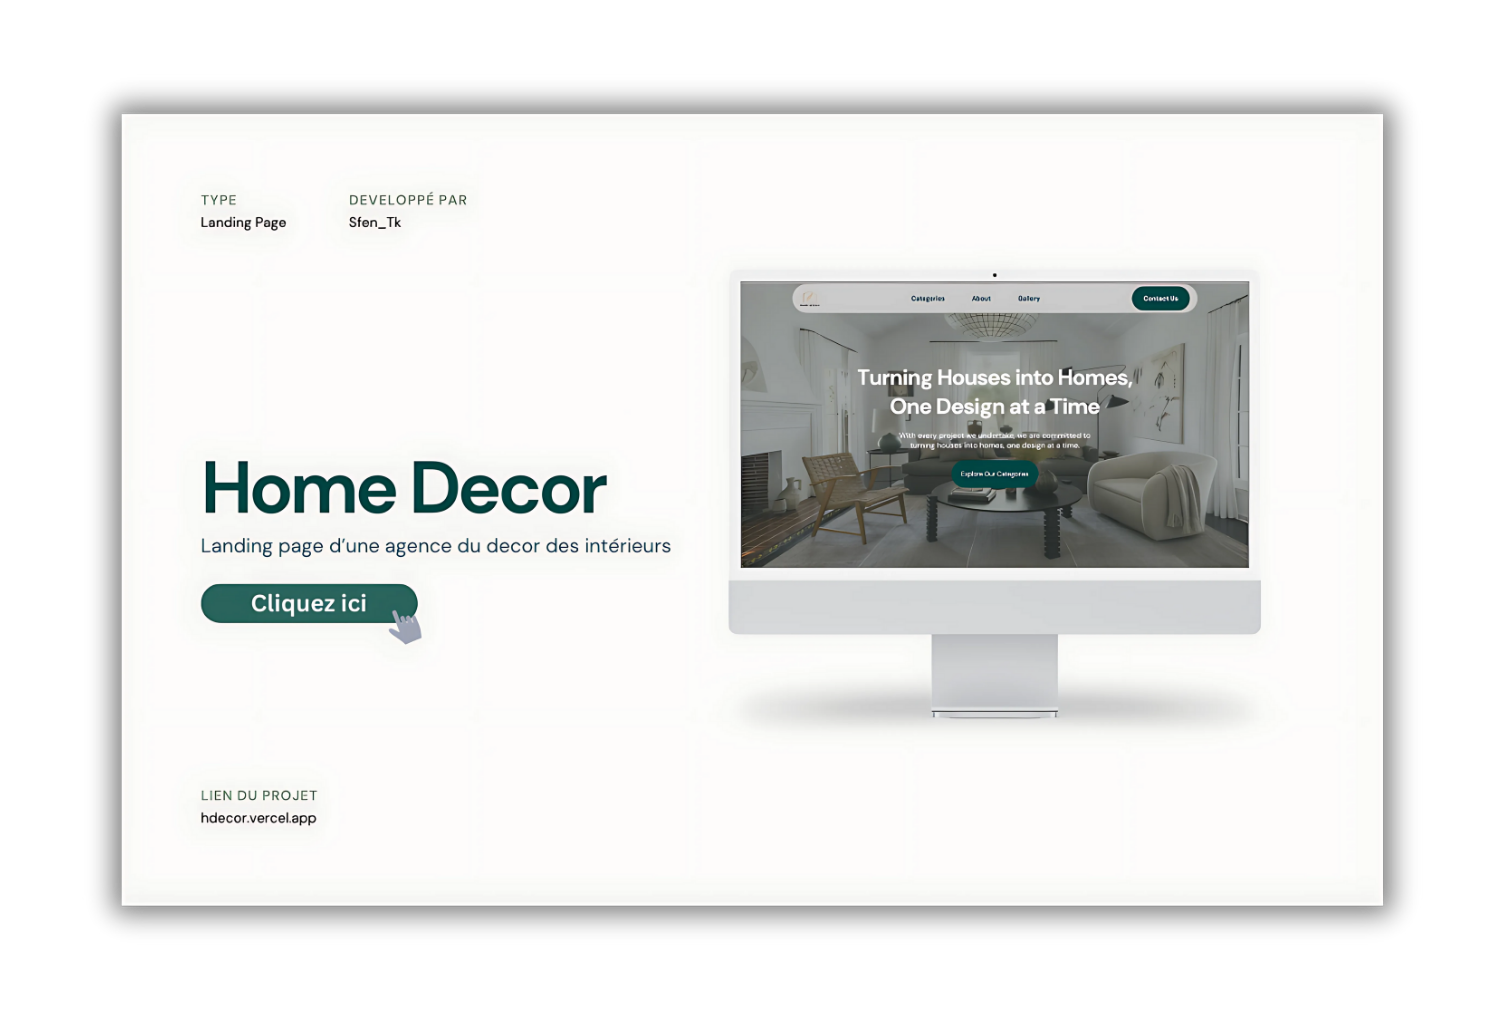 TYPE
Landing Page
DEVELOPPÉ PAR
Sfen_Tk
Home Decor
Landing page d’une agence du decor des intérieurs
Cliquez ici
LIEN DU PROJET
hdecor.vercel.app
Categories
About
Gallery
Contact Us
Turning Houses into Homes,
One Design at a Time
With every project we undertake, we are committed to
turning houses into homes, one design at a time.
Explore Our Categories